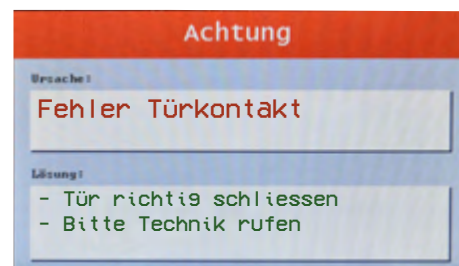 Achtung
Ursache:
Fehler Türkontakt
Lösung:
- Tür richtig schliessen
- Bitte Technik rufen